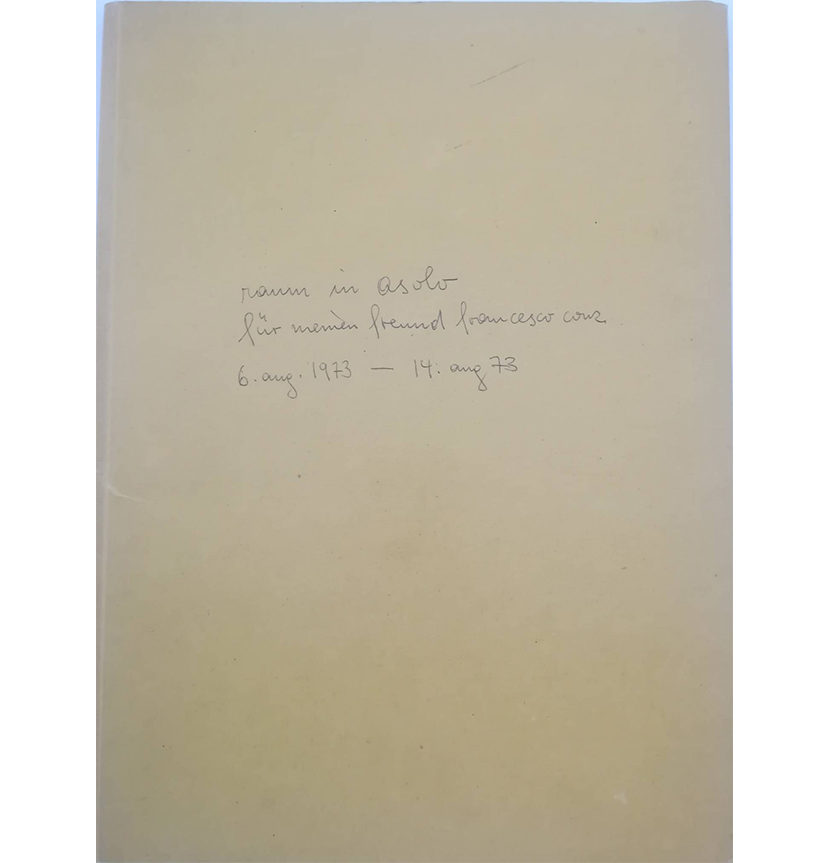 raum in asolo
für meinen freund francesco conz
6. aug. 1973 — 14. aug 73